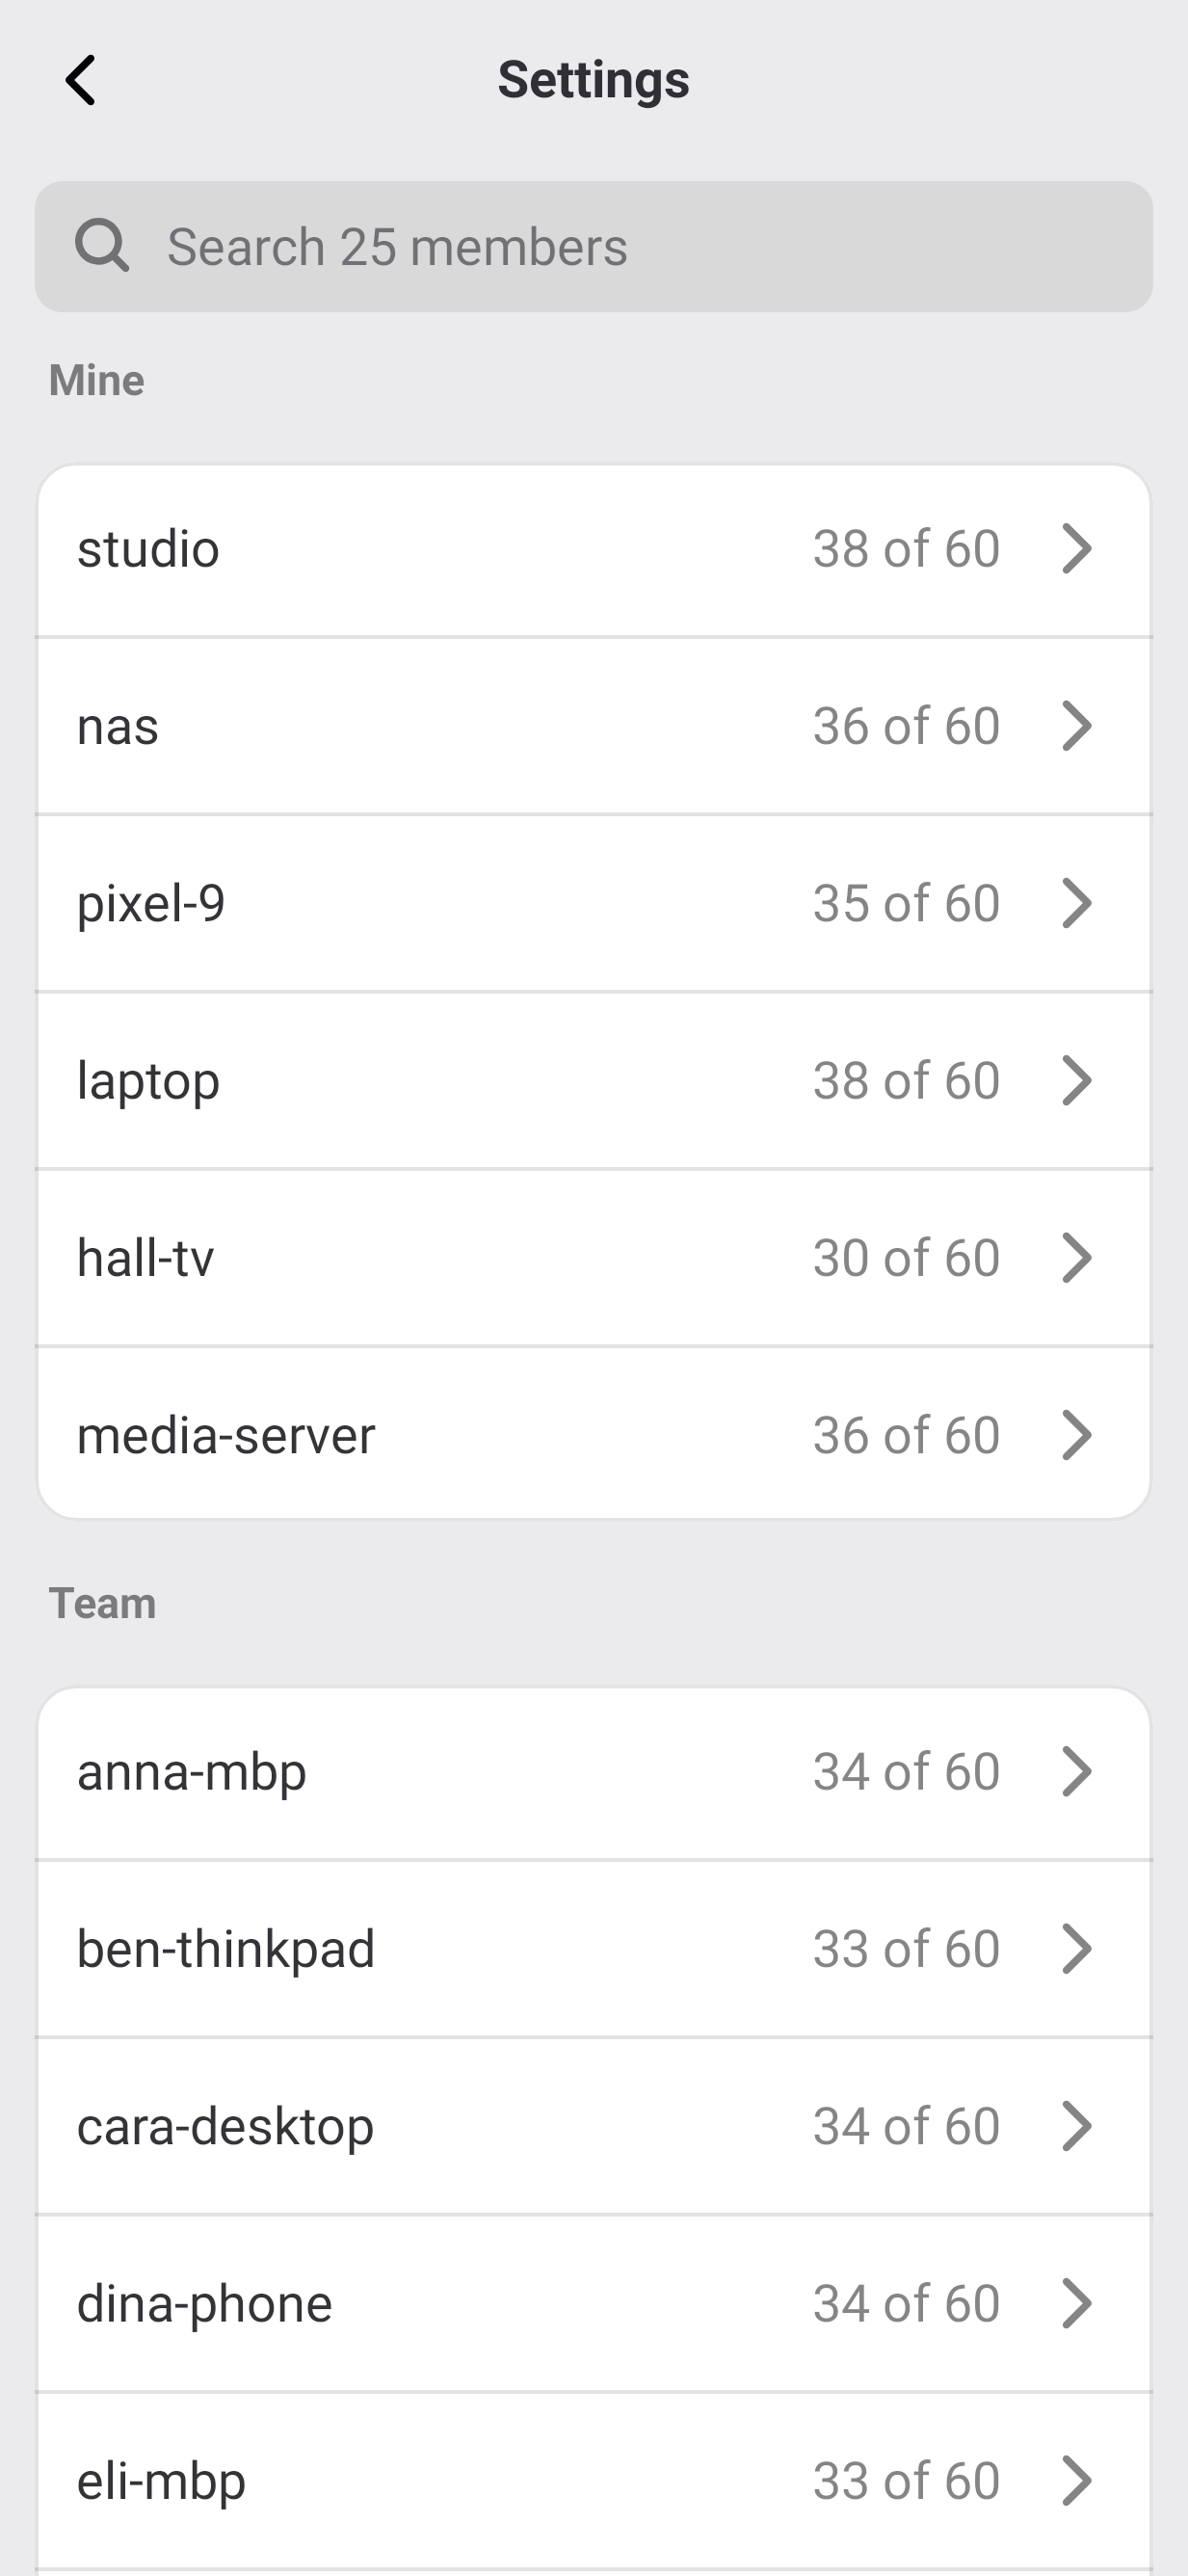 Settings
Search 25 members
Mine
studio 38 of 60
nas 36 of 60
pixel-9 35 of 60
laptop 38 of 60
hall-tv 30 of 60
media-server 36 of 60
Team
anna-mbp 34 of 60
ben-thinkpad 33 of 60
cara-desktop 34 of 60
dina-phone 34 of 60
eli-mbp 33 of 60